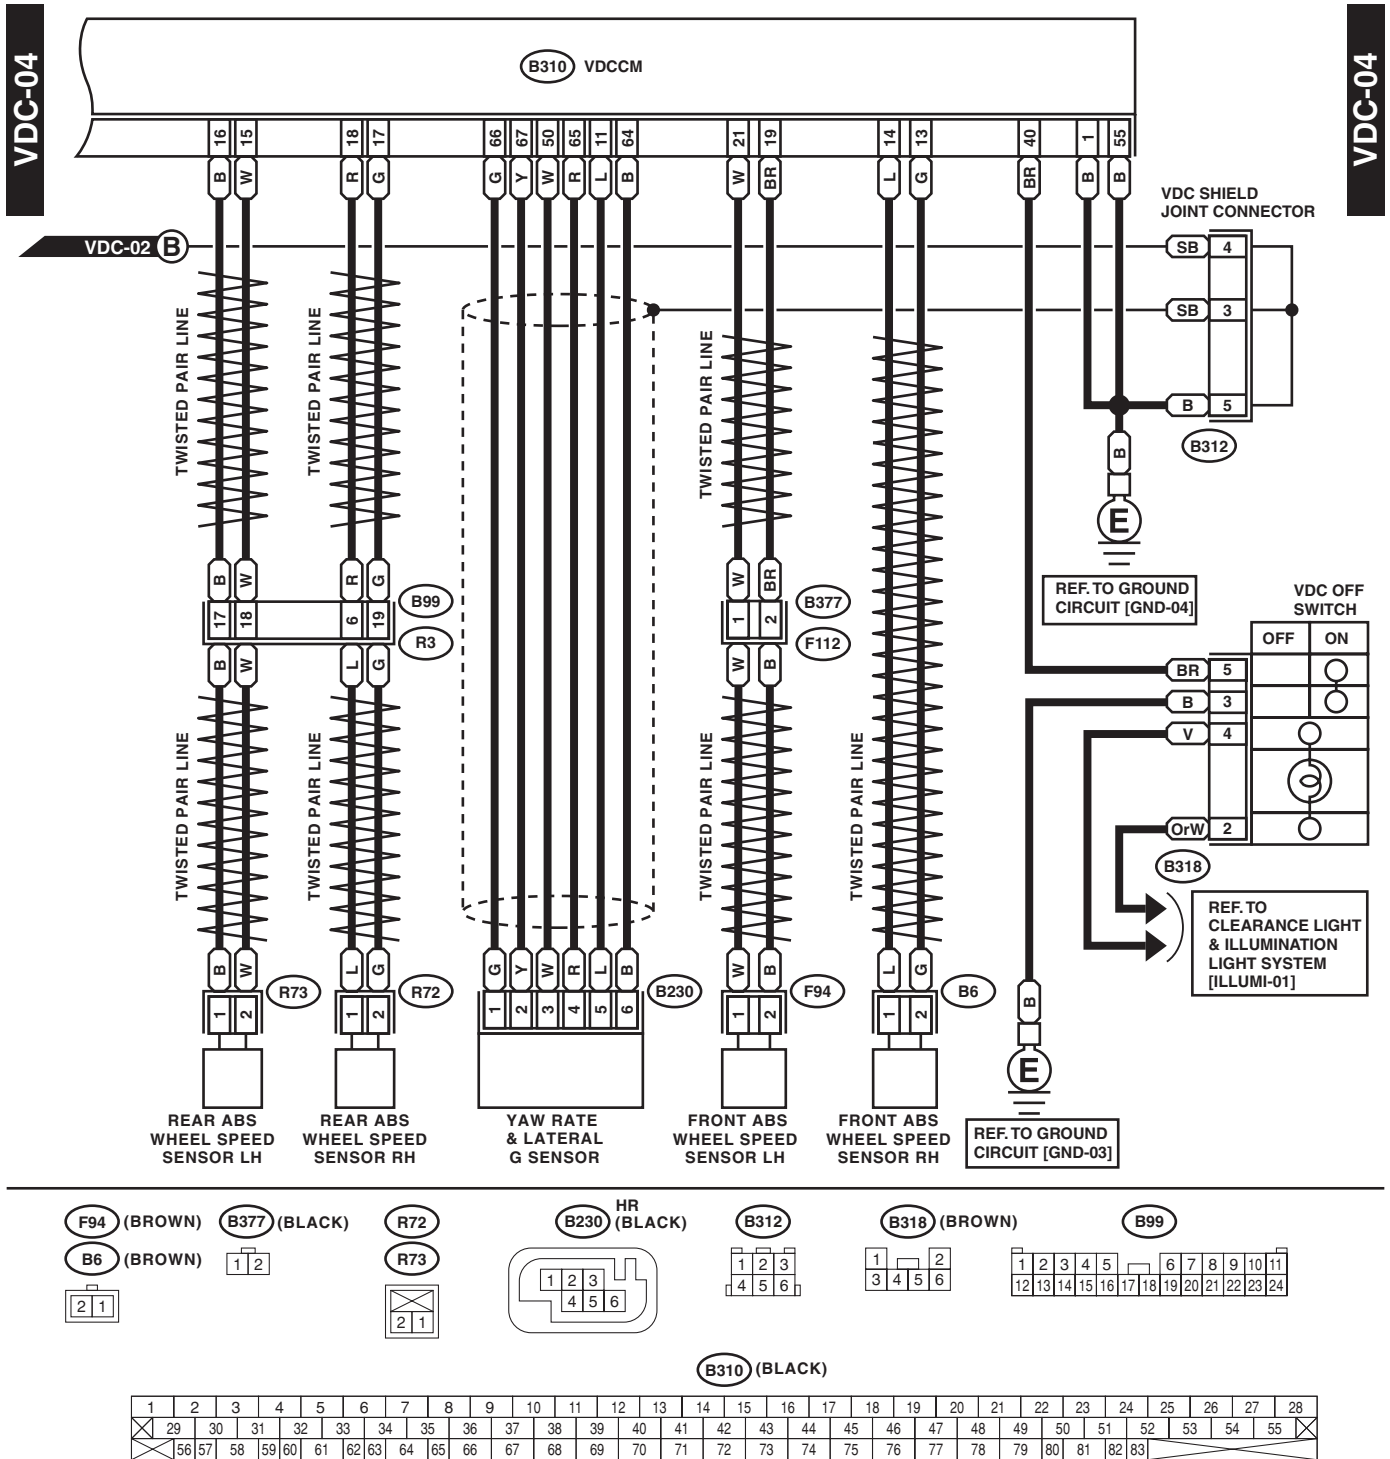 VDC-04
VDC-04
B310 VDCCM
16 15 18 17 66 67 50 65 11 64 21 19 14 13 40 1 55
B W R G G Y W R L B W BR L G BR B B
VDC SHIELD
JOINT CONNECTOR
VDC-02 B
SB 4
SB 3
B 5
B312
TWISTED PAIR LINE
TWISTED PAIR LINE
TWISTED PAIR LINE
B
E
REF. TO GROUND
CIRCUIT [GND-04]
B W R G W BR
17 18 6 19 B99 1 2 B377
R3 F112
B W L G W B
VDC OFF
SWITCH
OFF ON
BR 5
B 3
V 4
OrW 2
B318
TWISTED PAIR LINE
TWISTED PAIR LINE
TWISTED PAIR LINE
TWISTED PAIR LINE
REF. TO
CLEARANCE LIGHT
& ILLUMINATION
LIGHT SYSTEM
[ILLUMI-01]
B W L G G Y W R L B W B L G
R73 R72 B230 F94 B6
1 2 1 2 1 2 3 4 5 6 1 2 1 2
B
E
REF. TO GROUND
CIRCUIT [GND-03]
REAR ABS
WHEEL SPEED
SENSOR LH
REAR ABS
WHEEL SPEED
SENSOR RH
YAW RATE
& LATERAL
G SENSOR
FRONT ABS
WHEEL SPEED
SENSOR LH
FRONT ABS
WHEEL SPEED
SENSOR RH
F94 (BROWN)
B6 (BROWN)
2 1
B377 (BLACK)
1 2
R72
R73
2 1
B230 HR
(BLACK)
1 2 3
4 5 6
B312
1 2 3
4 5 6
B318 (BROWN)
1 2
3 4 5 6
B99
1 2 3 4 5 6 7 8 9 10 11
12 13 14 15 16 17 18 19 20 21 22 23 24
B310 (BLACK)
1 2 3 4 5 6 7 8 9 10 11 12 13 14 15 16 17 18 19 20 21 22 23 24 25 26 27 28
29 30 31 32 33 34 35 36 37 38 39 40 41 42 43 44 45 46 47 48 49 50 51 52 53 54 55
56 57 58 59 60 61 62 63 64 65 66 67 68 69 70 71 72 73 74 75 76 77 78 79 80 81 82 83